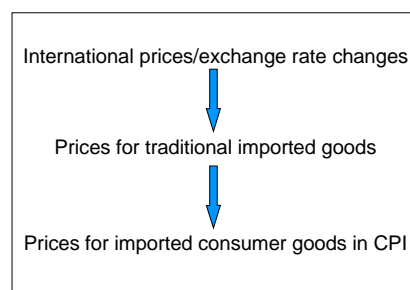 International prices/exchange rate changes
Prices for traditional imported goods
Prices for imported consumer goods in CPI